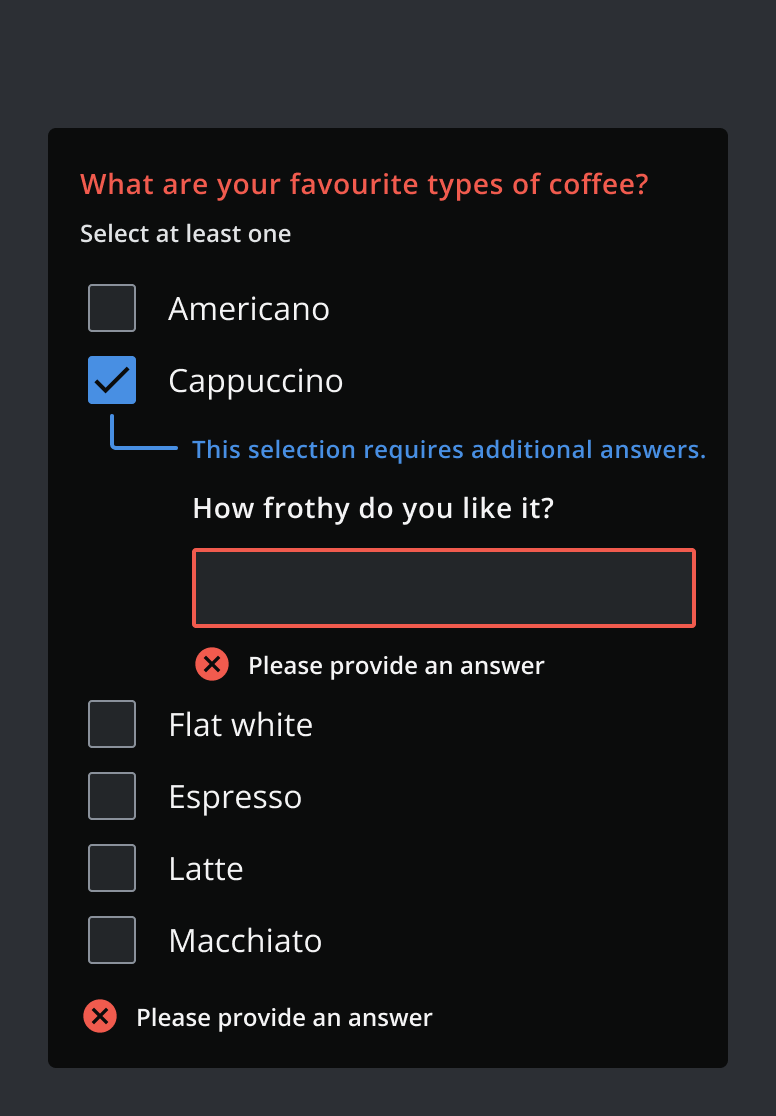 What are your favourite types of coffee?
Select at least one
Americano
Cappuccino
This selection requires additional answers.
How frothy do you like it?
Please provide an answer
Flat white
Espresso
Latte
Macchiato
Please provide an answer